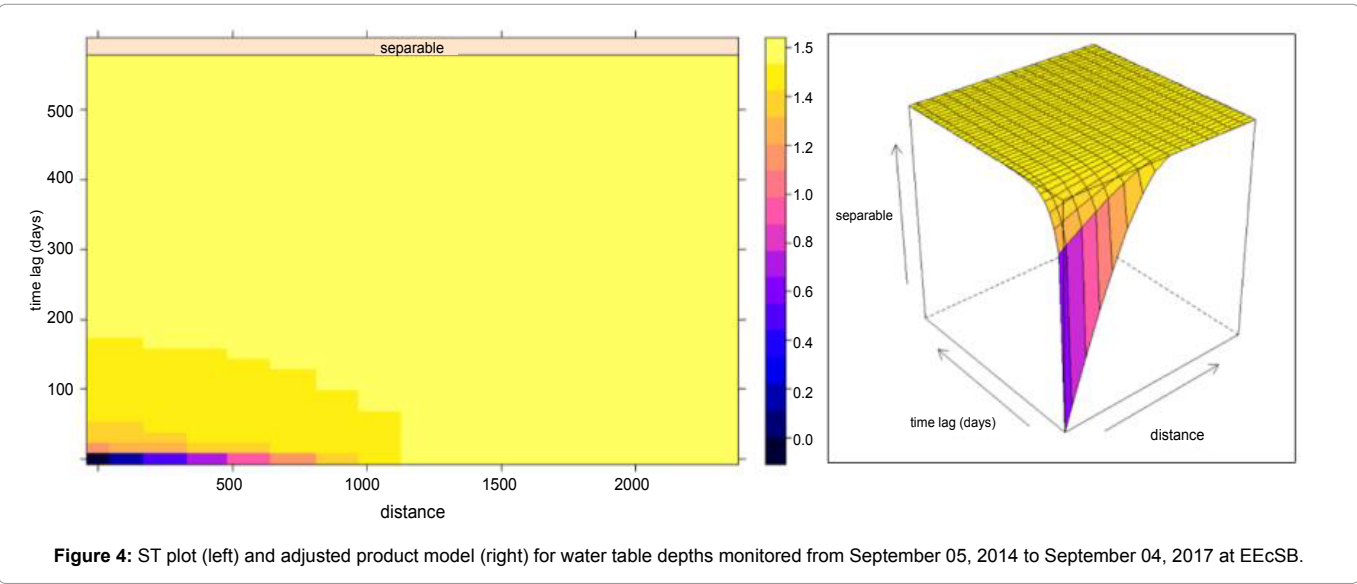 separable
500
400
300
200
100
time lag (days)
500
1000
1500
2000
distance
1.5
1.4
1.2
1.0
0.8
0.6
0.4
0.2
0.0
separable
time lag (days)
distance
Figure 4: ST plot (left) and adjusted product model (right) for water table depths monitored from September 05, 2014 to September 04, 2017 at EEcSB.